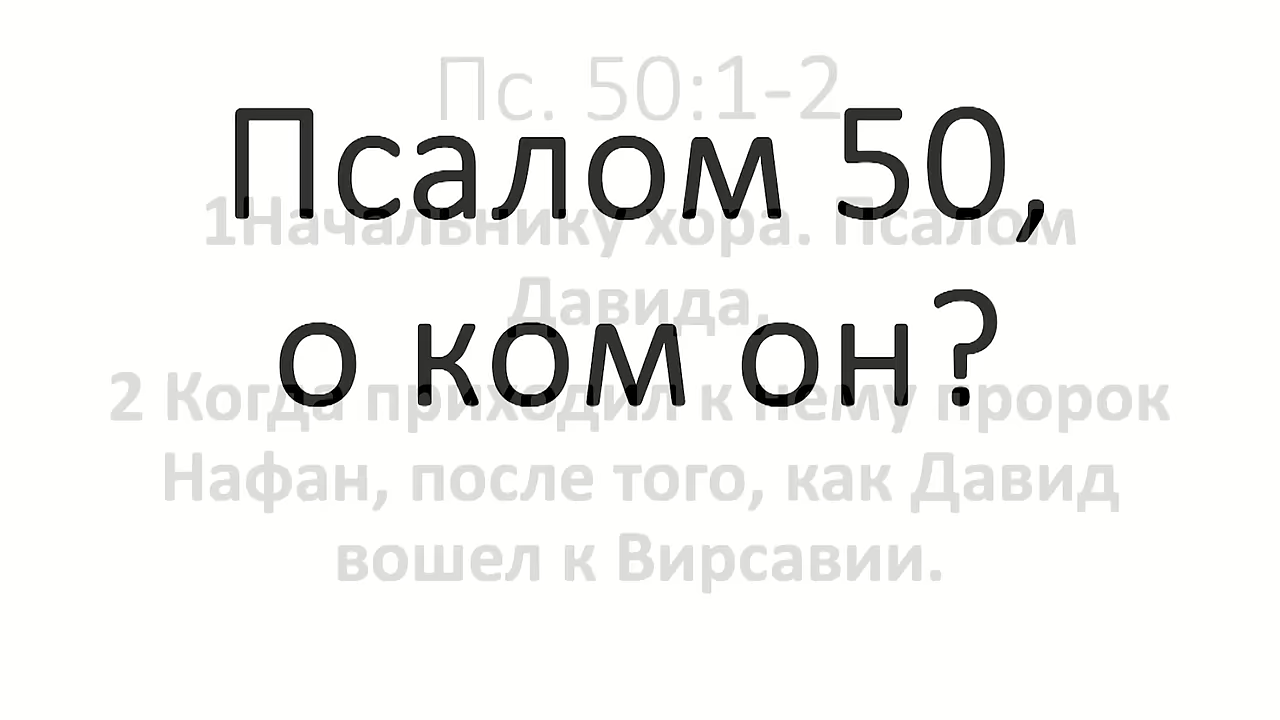 Пс. 50:1-2
Псалом 50,
1Начальнику хора. Псалом
Давида,
о ком он?
2 Когда приходил к нему пророк
Нафан, после того, как Давид
вошел к Вирсавии.